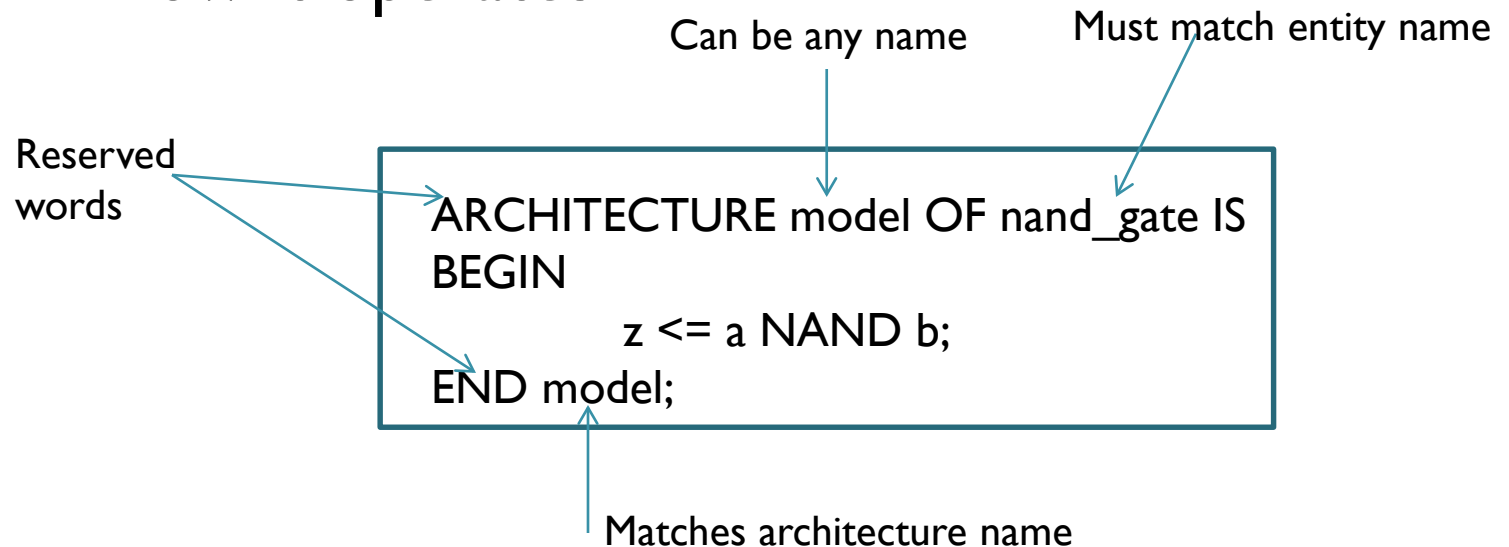 Can be any name
Must match entity name
Reserved
words
ARCHITECTURE model OF nand_gate IS
BEGIN
z <= a NAND b;
END model;
Matches architecture name